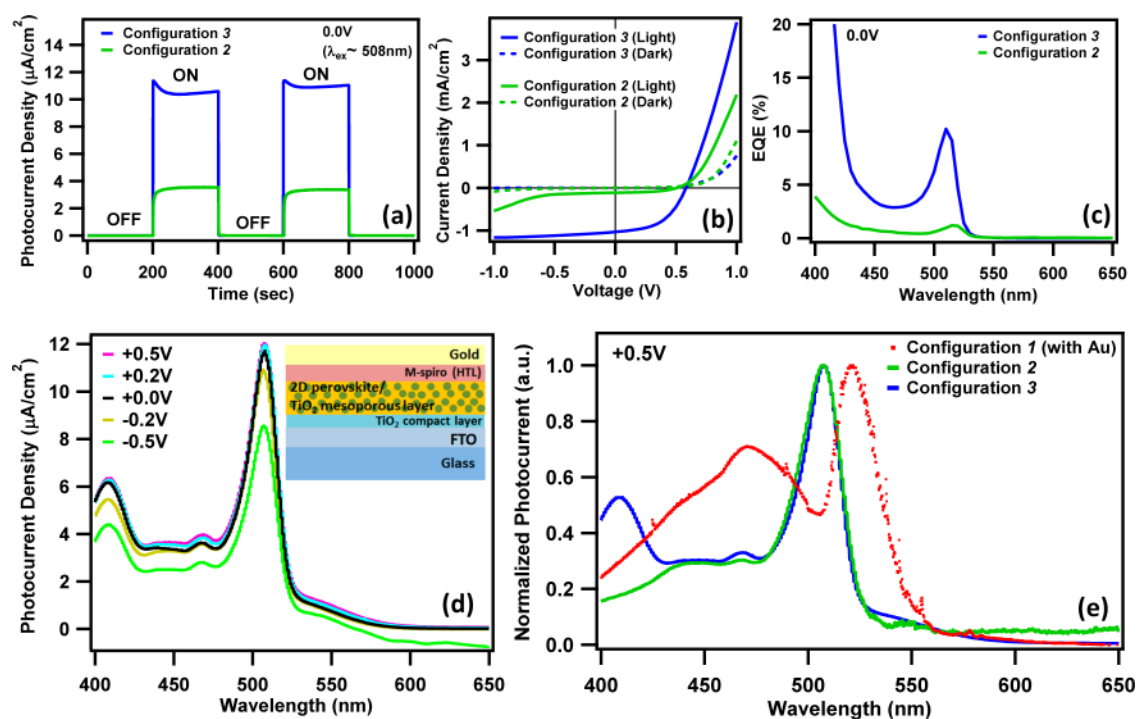 Photocurrent Density (µA/cm²)
14
12
10
8
6
4
2
0
Configuration 3
Configuration 2
0.0V
(λex~ 508nm)
ON
ON
OFF
OFF
(a)
0
200
400
600
800
1000
Time (sec)
Current Density (mA/cm²)
3
2
1
0
-1
Configuration 3 (Light)
Configuration 3 (Dark)
Configuration 2 (Light)
Configuration 2 (Dark)
(b)
-1.0
-0.5
0.0
0.5
1.0
Voltage (V)
EQE (%)
20
15
10
5
0
0.0V
Configuration 3
Configuration 2
(c)
400
450
500
550
600
650
Wavelength (nm)
Photocurrent Density (µA/cm²)
12
10
8
6
4
2
0
+0.5V
+0.2V
+0.0V
-0.2V
-0.5V
Gold
M-spiro (HTL)
2D perovskite/
TiO₂ mesoporous layer
TiO₂ compact layer
FTO
Glass
(d)
400
450
500
550
600
650
Wavelength (nm)
Normalized Photocurrent (a.u.)
1.0
0.8
0.6
0.4
0.2
0.0
+0.5V
Configuration 1 (with Au)
Configuration 2
Configuration 3
(e)
400
450
500
550
600
650
Wavelength (nm)